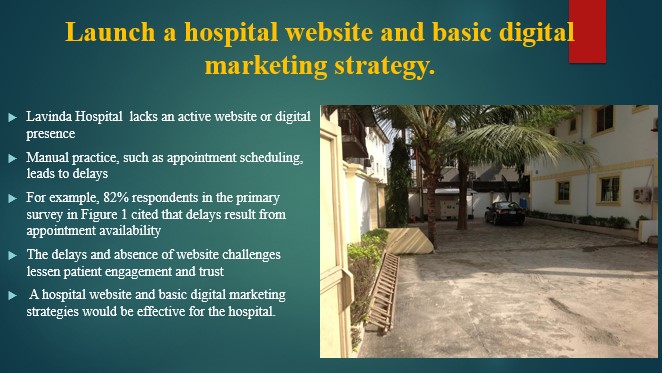 Launch a hospital website and basic digital
marketing strategy.
Lavinda Hospital lacks an active website or digital
presence
Manual practice, such as appointment scheduling,
leads to delays
For example, 82% respondents in the primary
survey in Figure 1 cited that delays result from
appointment availability
The delays and absence of website challenges
lessen patient engagement and trust
A hospital website and basic digital marketing
strategies would be effective for the hospital.